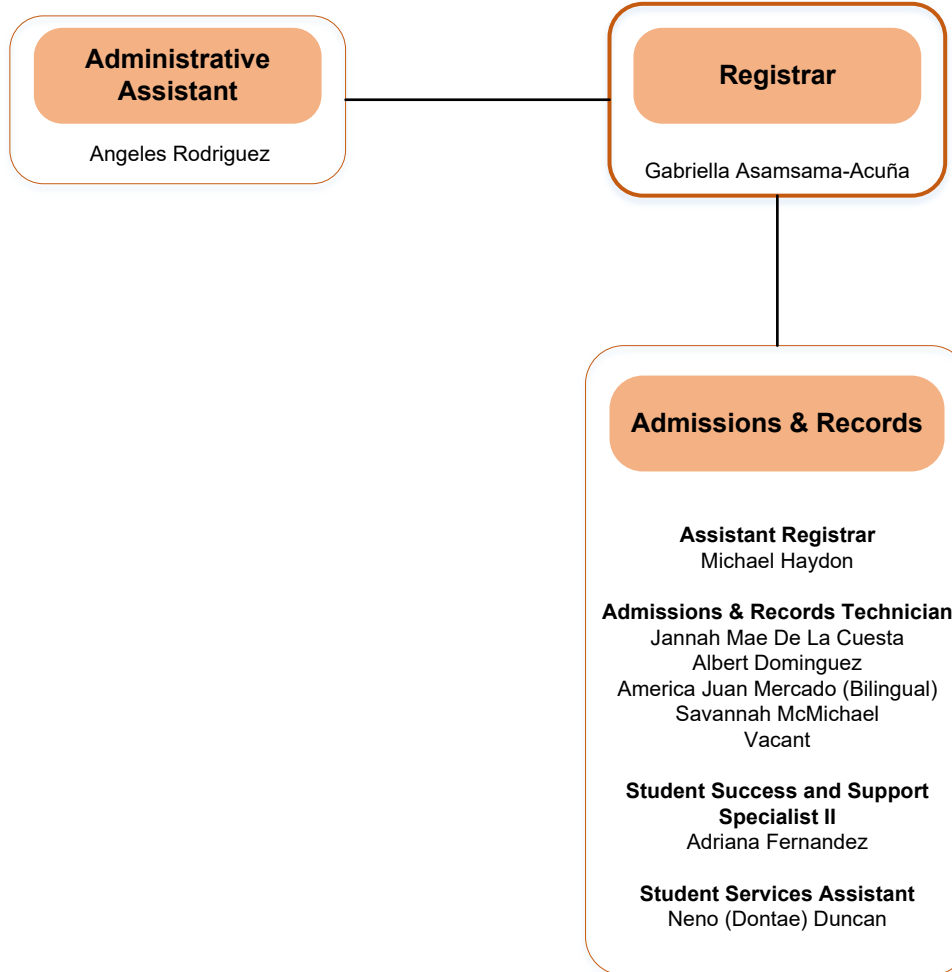 Administrative
Assistant
Angeles Rodriguez
Registrar
Gabriella Asamsama-Acuña
Admissions & Records
Assistant Registrar
Michael Haydon
Admissions & Records Technician
Jannah Mae De La Cuesta
Albert Dominguez
America Juan Mercado (Bilingual)
Savannah McMichael
Vacant
Student Success and Support
Specialist II
Adriana Fernandez
Student Services Assistant
Neno (Dontae) Duncan